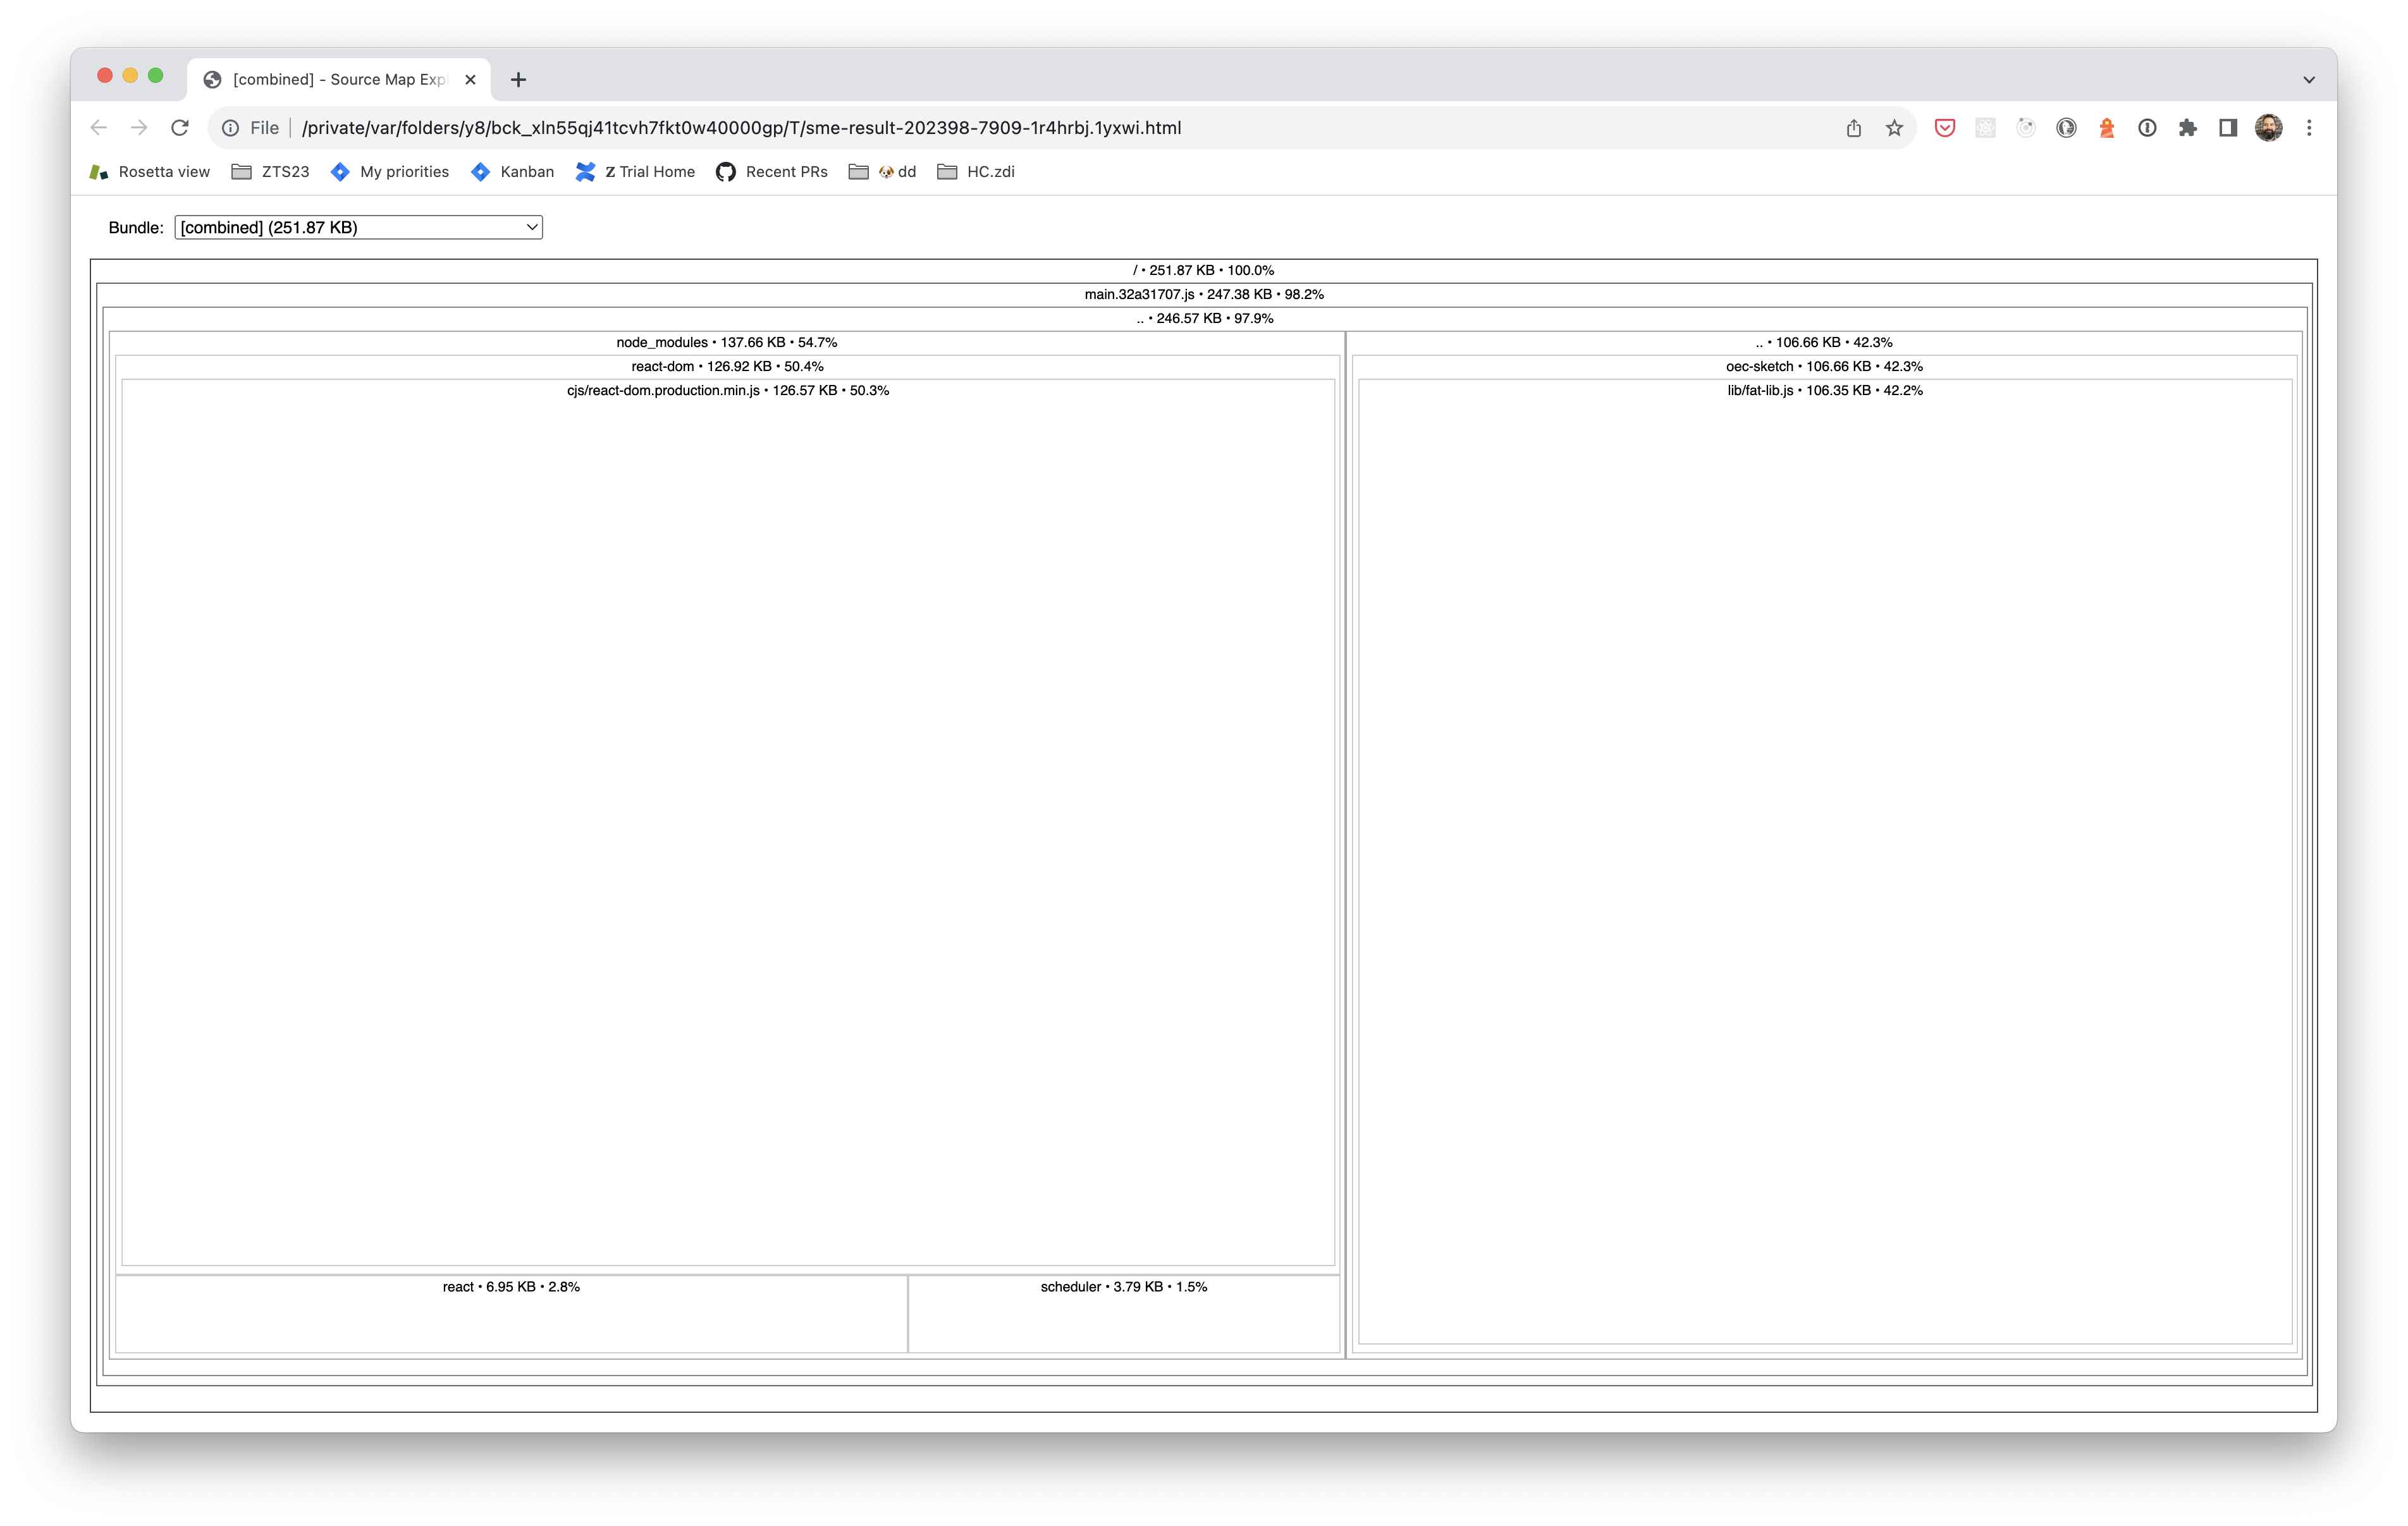 [combined] - Source Map Exp
File /private/var/folders/y8/bck_xln55qj41tcvh7fkt0w40000gp/T/sme-result-202398-7909-1r4hrbj.1yxwi.html
Rosetta view ZTS23 My priorities Kanban Z Trial Home Recent PRs dd HC.zdi
Bundle: [combined] (251.87 KB)
/ • 251.87 KB • 100.0%
main.32a31707.js • 247.38 KB • 98.2%
.. • 246.57 KB • 97.9%
node_modules • 137.66 KB • 54.7%
react-dom • 126.92 KB • 50.4%
cjs/react-dom.production.min.js • 126.57 KB • 50.3%
react • 6.95 KB • 2.8%
scheduler • 3.79 KB • 1.5%
.. • 106.66 KB • 42.3%
oec-sketch • 106.66 KB • 42.3%
lib/fat-lib.js • 106.35 KB • 42.2%